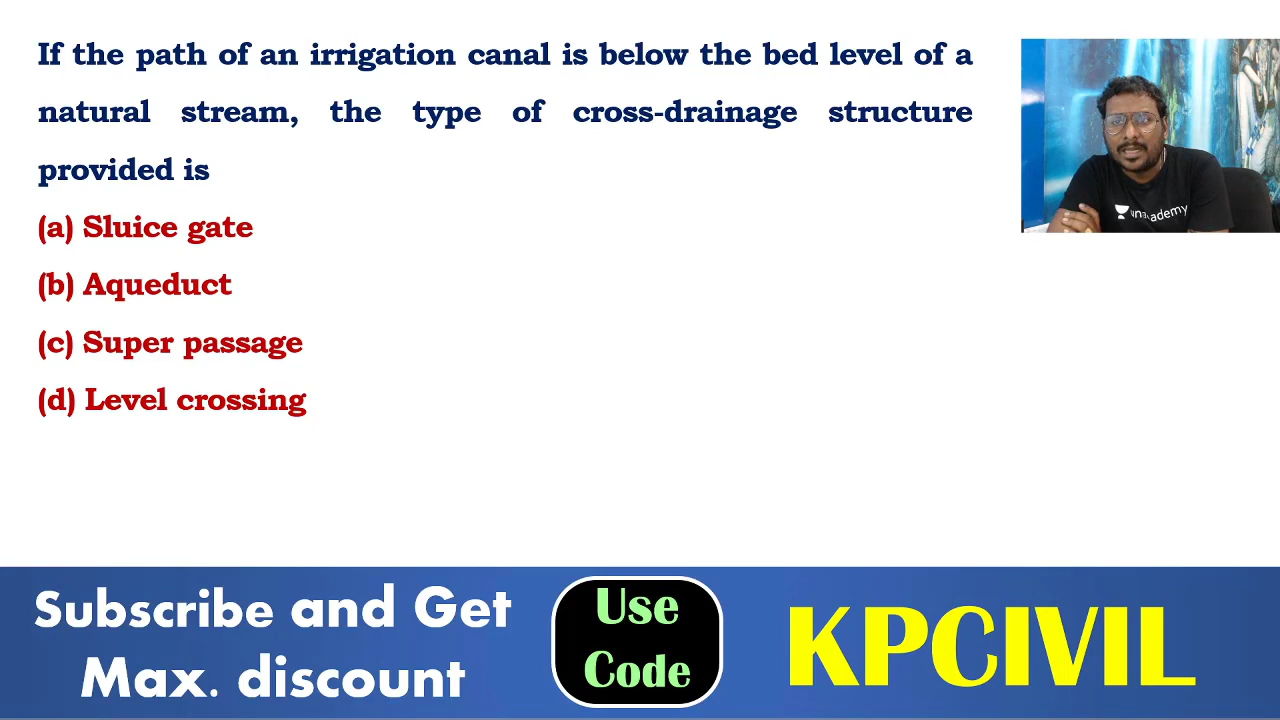 If the path of an irrigation canal is below the bed level of a
natural stream, the type of cross-drainage structure
provided is
(a) Sluice gate
(b) Aqueduct
(c) Super passage
(d) Level crossing
unacademy
Subscribe and Get
Max. discount
Use
Code
KPCIVIL